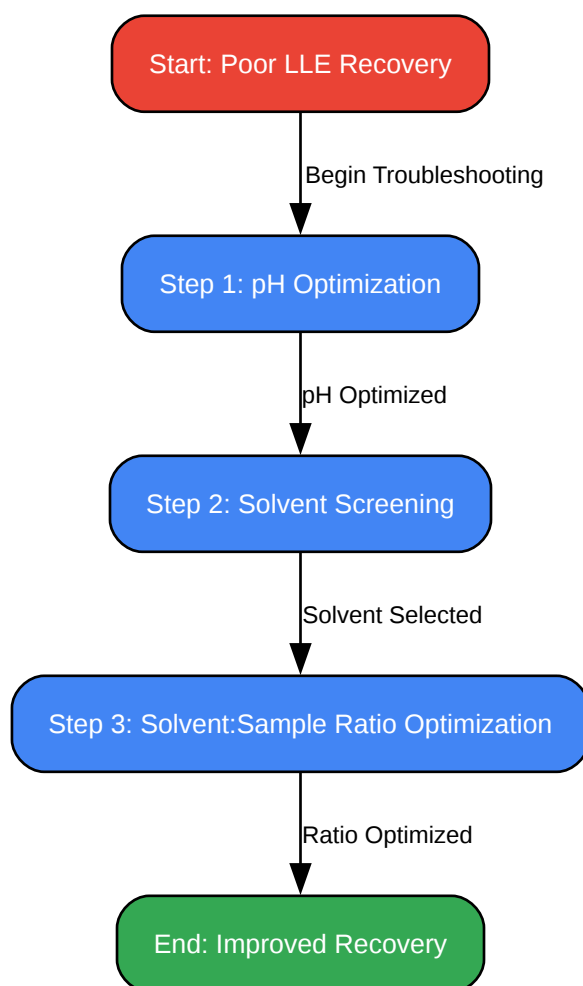 Start: Poor LLE Recovery
Begin Troubleshooting
Step 1: pH Optimization
pH Optimized
Step 2: Solvent Screening
Solvent Selected
Step 3: Solvent:Sample Ratio Optimization
Ratio Optimized
End: Improved Recovery